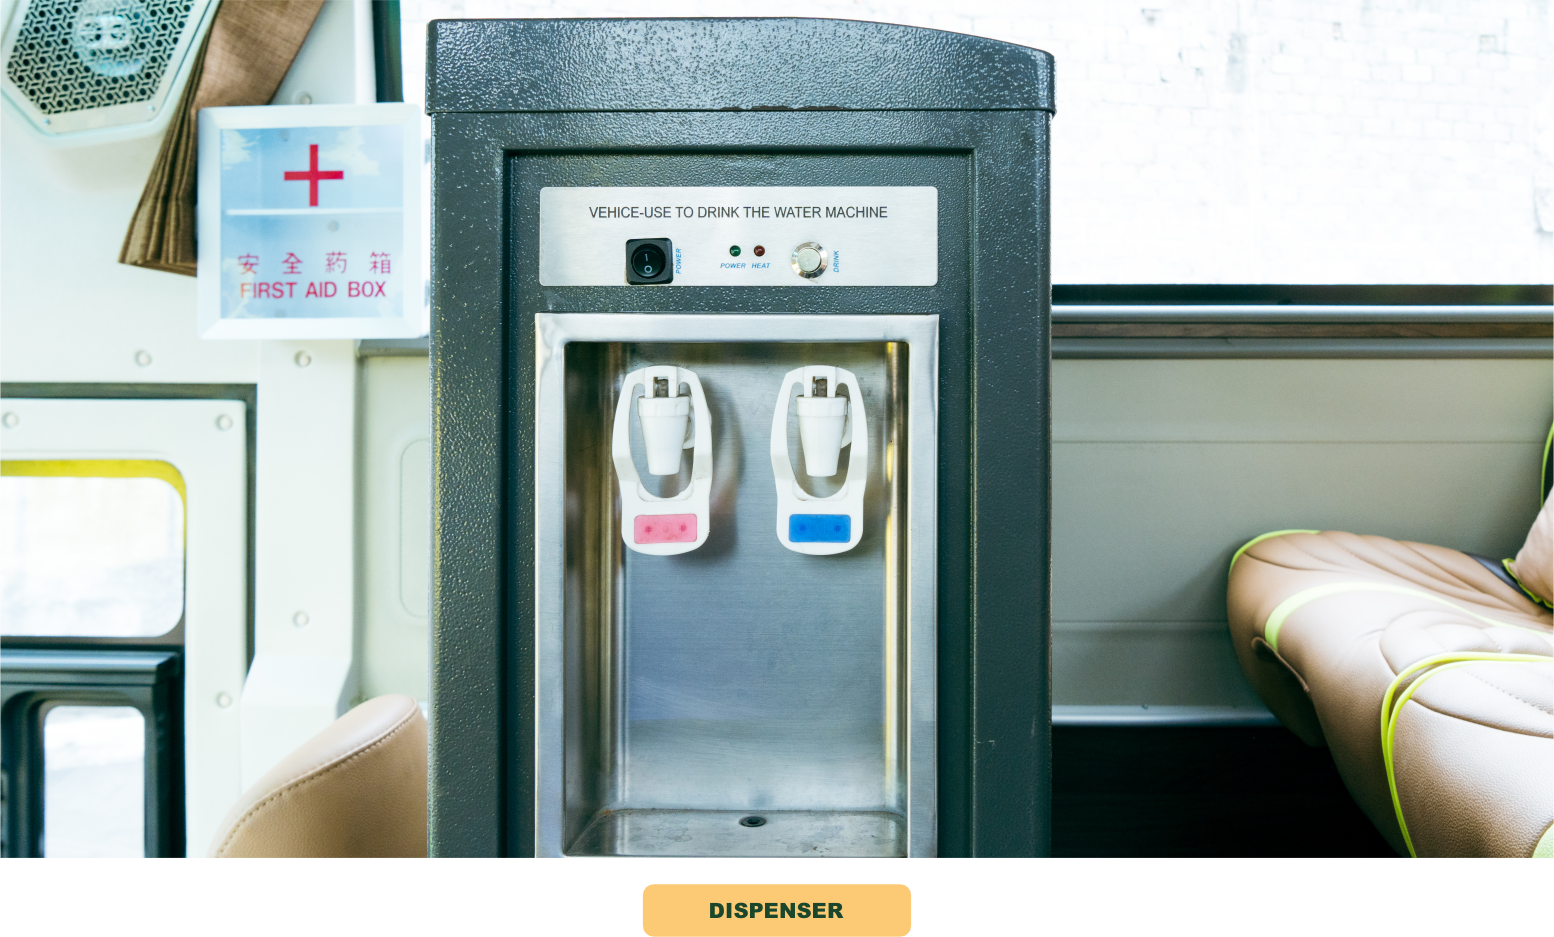 安全药箱
FIRST AID BOX
VEHICE-USE TO DRINK THE WATER MACHINE
POWER
POWER HEAT
DRINK
DISPENSER